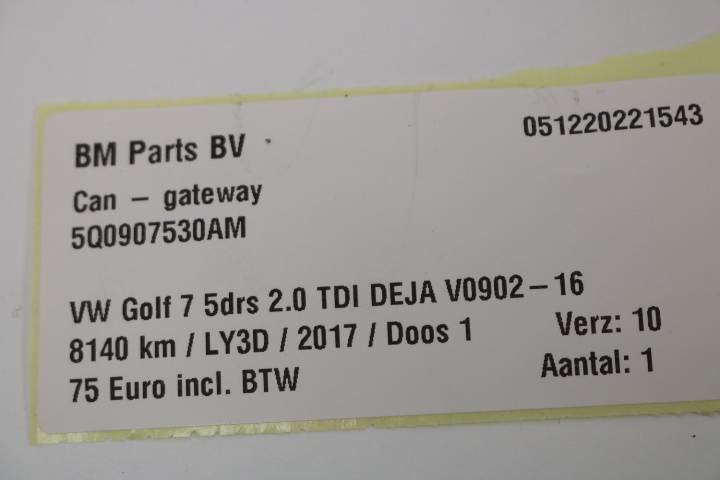 BM Parts BV
051220221543
Can – gateway
5Q0907530AM
VW Golf 7 5drs 2.0 TDI DEJA V0902–16
8140 km / LY3D / 2017 / Doos 1
Verz: 10
75 Euro incl. BTW
Aantal: 1